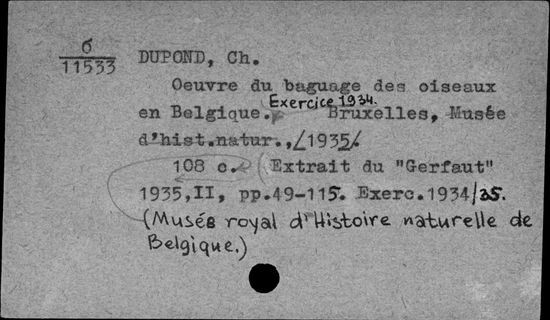 6
11533
DUPOND, Ch.
Oeuvre du baguage des oiseaux
en Belgique. Exercice 1934. Bruxelles, Musée
d'hist.natur., /1935/.
108 c. (Extrait du "Gerfaut"
1935,II, pp.49-115. Exerc.1934/35.
(Musée royal d'Histoire naturelle de
Belgique.)